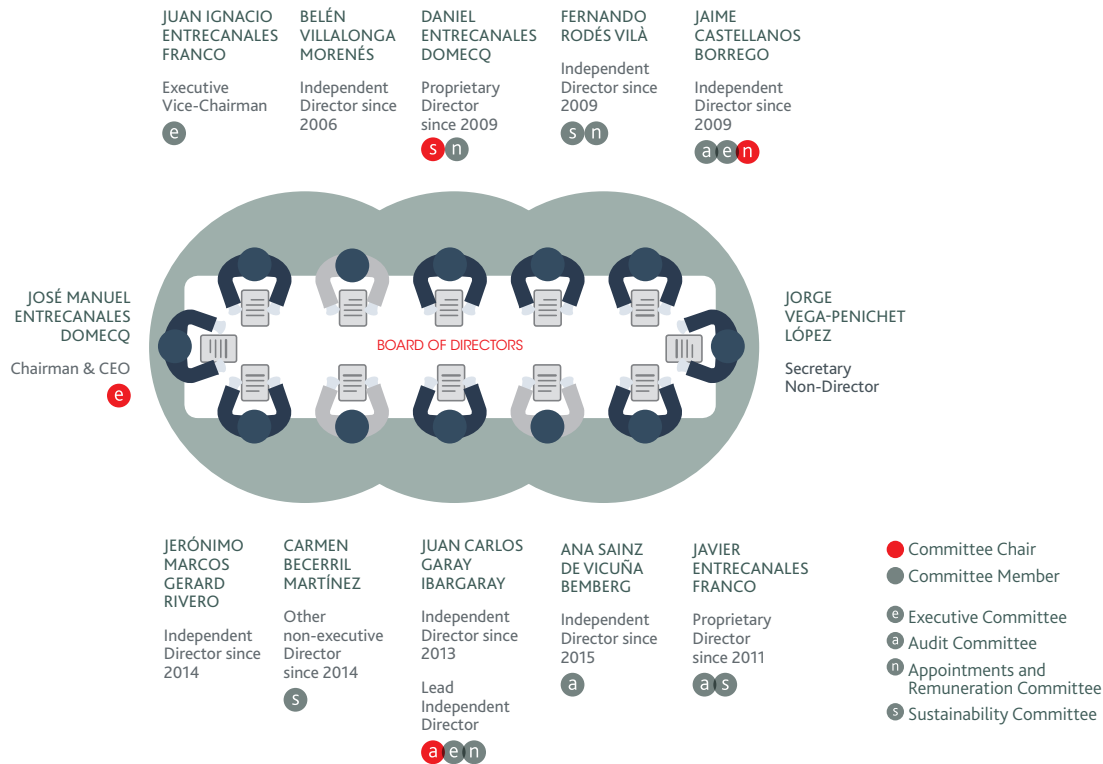 JUAN IGNACIO
ENTRECANALES
FRANCO
Executive
Vice-Chairman
e
BELÉN
VILLALONGA
MORENÉS
Independent
Director since
2006
DANIEL
ENTRECANALES
DOMECQ
Proprietary
Director
since 2009
s n
FERNANDO
RODÉS VILÀ
Independent
Director since
2009
s n
JAIME
CASTELLANOS
BORREGO
Independent
Director since
2009
a e n
JOSÉ MANUEL
ENTRECANALES
DOMECQ
Chairman & CEO
e
BOARD OF DIRECTORS
JORGE
VEGA-PENICHET
LÓPEZ
Secretary
Non-Director
JERÓNIMO
MARCOS
GERARD
RIVERO
Independent
Director since
2014
CARMEN
BECERRIL
MARTÍNEZ
Other
non-executive
Director
since 2014
s
JUAN CARLOS
GARAY
IBARGARAY
Independent
Director since
2013
Lead
Independent
Director
a e n
ANA SAINZ
DE VICUÑA
BEMBERG
Independent
Director since
2015
a
JAVIER
ENTRECANALES
FRANCO
Proprietary
Director
since 2011
a s
Committee Chair
Committee Member
e Executive Committee
a Audit Committee
n Appointments and
Remuneration Committee
s Sustainability Committee